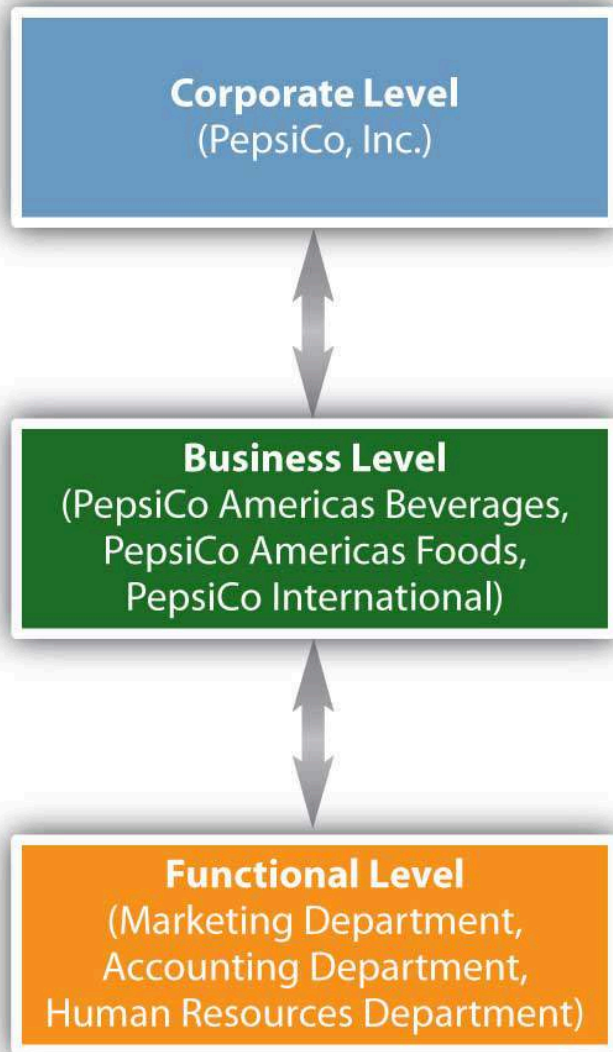 Corporate Level
(PepsiCo, Inc.)
Business Level
(PepsiCo Americas Beverages,
PepsiCo Americas Foods,
PepsiCo International)
Functional Level
(Marketing Department,
Accounting Department,
Human Resources Department)